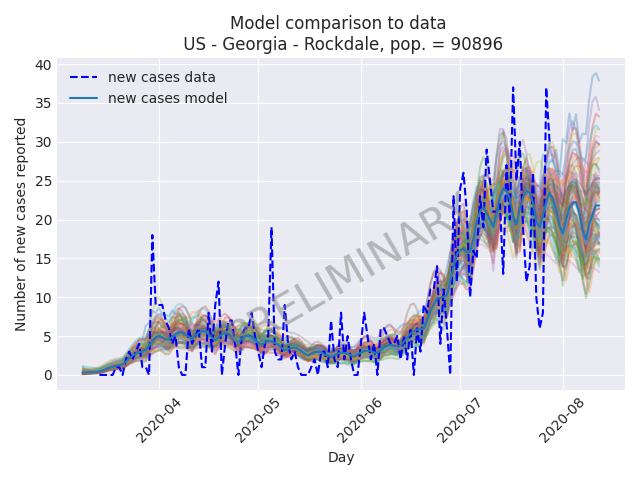 Model comparison to data
US - Georgia - Rockdale, pop. = 90896
new cases data
new cases model
Number of new cases reported
40
35
30
25
20
15
10
5
0
PRELIMINARY
2020-04
2020-05
2020-06
2020-07
2020-08
Day